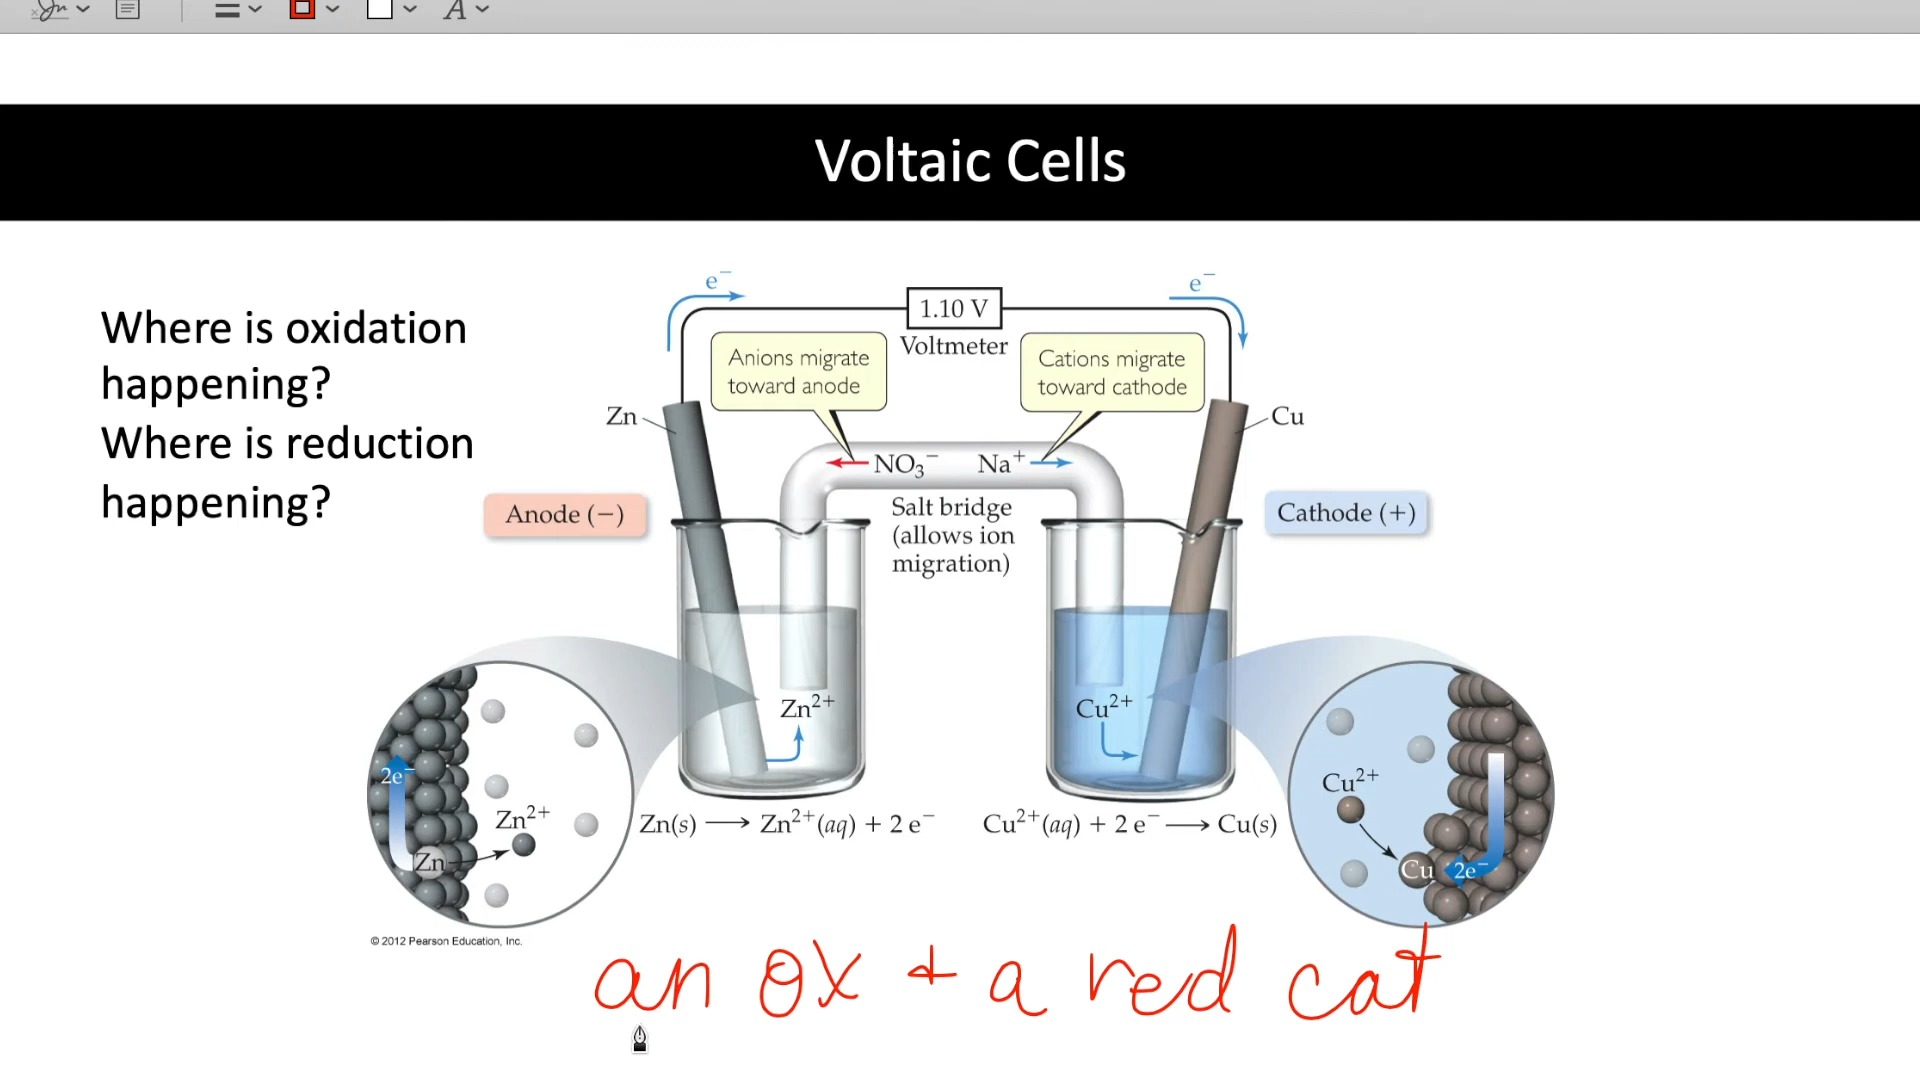 Voltaic Cells
Where is oxidation
happening?
Where is reduction
happening?
e⁻
e⁻
1.10 V
Voltmeter
Anions migrate
toward anode
Cations migrate
toward cathode
Zn
Cu
NO₃⁻
Na⁺
Salt bridge
(allows ion
migration)
Anode (−)
Cathode (+)
Zn²⁺
Cu²⁺
2e⁻
Zn²⁺
Zn
Zn(s) ⟶ Zn²⁺(aq) + 2 e⁻
Cu²⁺(aq) + 2 e⁻ ⟶ Cu(s)
Cu²⁺
Cu
2e⁻
© 2012 Pearson Education, Inc.
an ox + a red cat